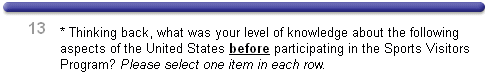 13 * Thinking back, what was your level of knowledge about the following
aspects of the United States before participating in the Sports Visitors
Program? Please select one item in each row.